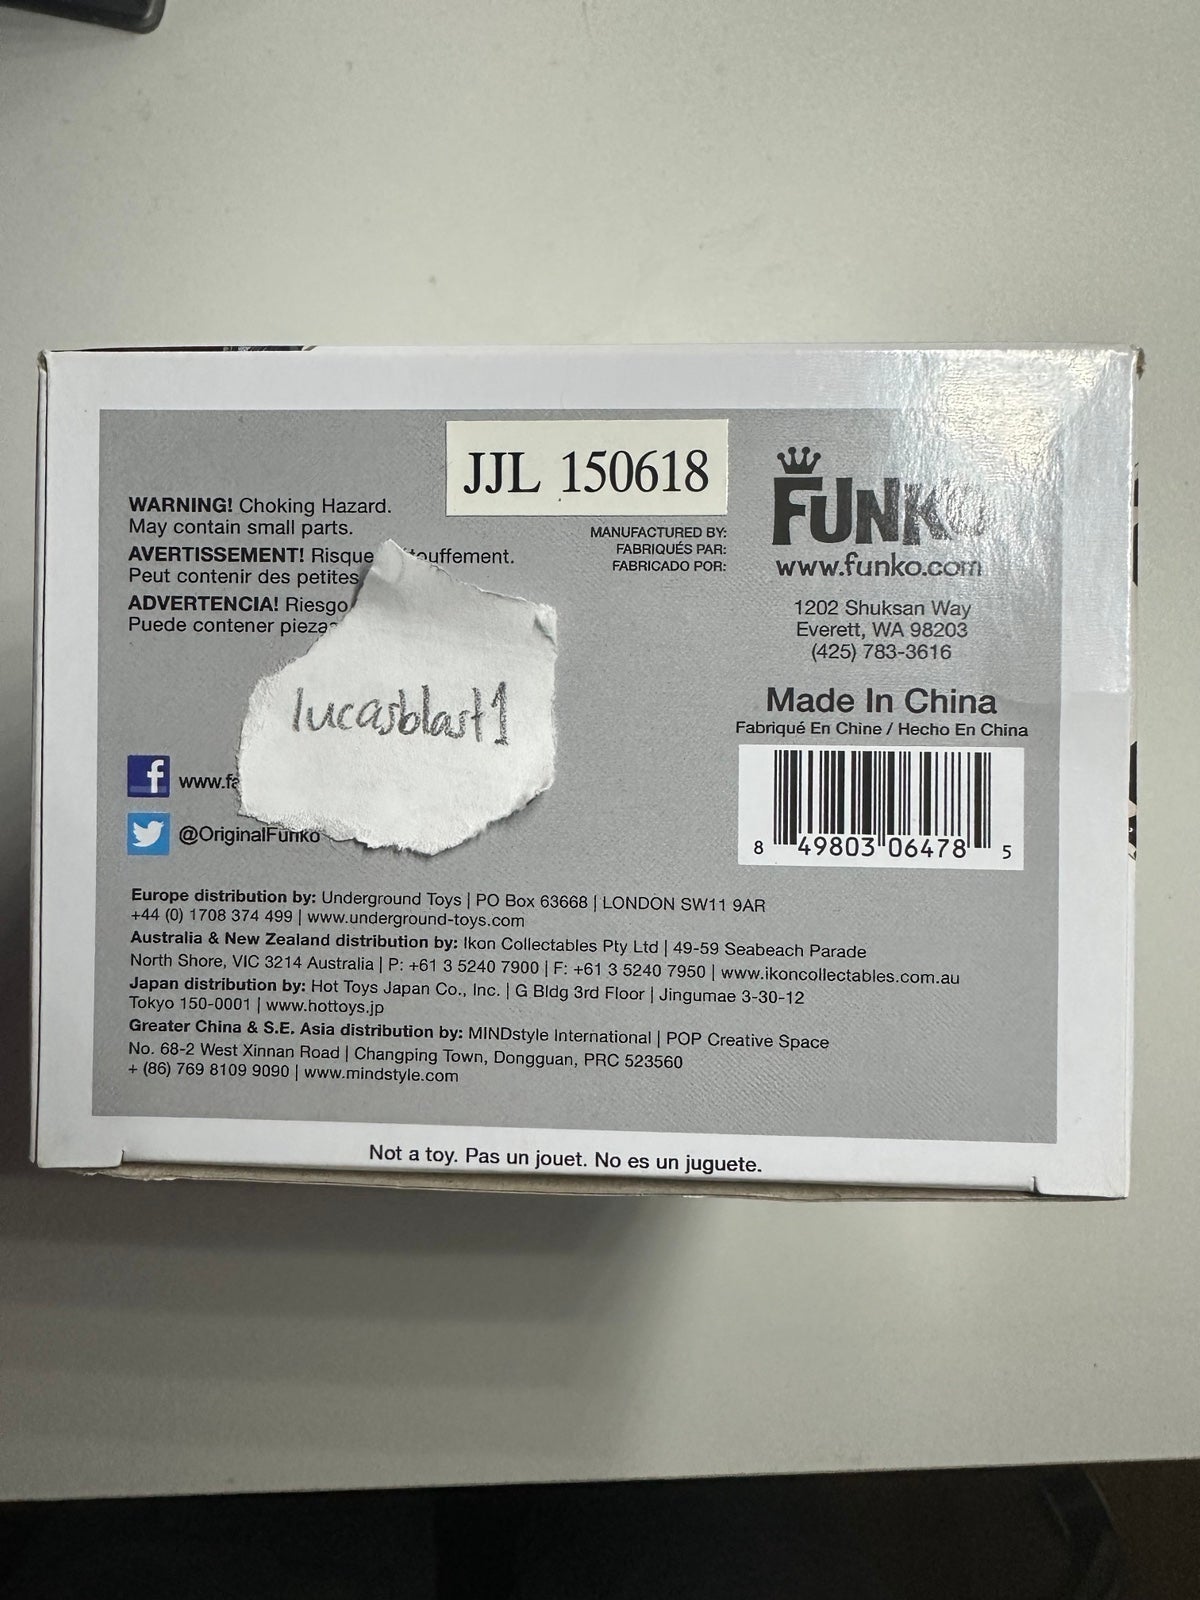 JJL 150618
WARNING! Choking Hazard.
May contain small parts.
AVERTISSEMENT! Risque
Peut contenir des petites
ADVERTENCIA! Riesgo
Puede contener
lucasblast1
@OriginalFunko
MANUFACTURED BY:
FABRIQUÉS PAR:
FABRICADO POR:
FUNKO
www.funko.com
1202 Shuksan Way
Everett, WA 98203
(425) 783-3616
Made In China
Fabriqué En Chine / Hecho En China
8 49803 06478 5
Europe distribution by: Underground Toys | PO Box 63668 | LONDON SW11 9AR
+44 (0) 1708 374 499 | www.underground-toys.com
Australia & New Zealand distribution by: Ikon Collectables Pty Ltd | 49-59 Seabeach Parade
North Shore, VIC 3214 Australia | P: +61 3 5240 7900 | F: +61 3 5240 7950 | www.ikoncollectables.com.au
Japan distribution by: Hot Toys Japan Co., Inc. | G Bldg 3rd Floor | Jingumae 3-30-12
Tokyo 150-0001 | www.hottoys.jp
Greater China & S.E. Asia distribution by: MINDstyle International | POP Creative Space
No. 68-2 West Xinnan Road | Changping Town, Dongguan, PRC 523560
+ (86) 769 8109 9090 | www.mindstyle.com
Not a toy. Pas un jouet. No es un juguete.